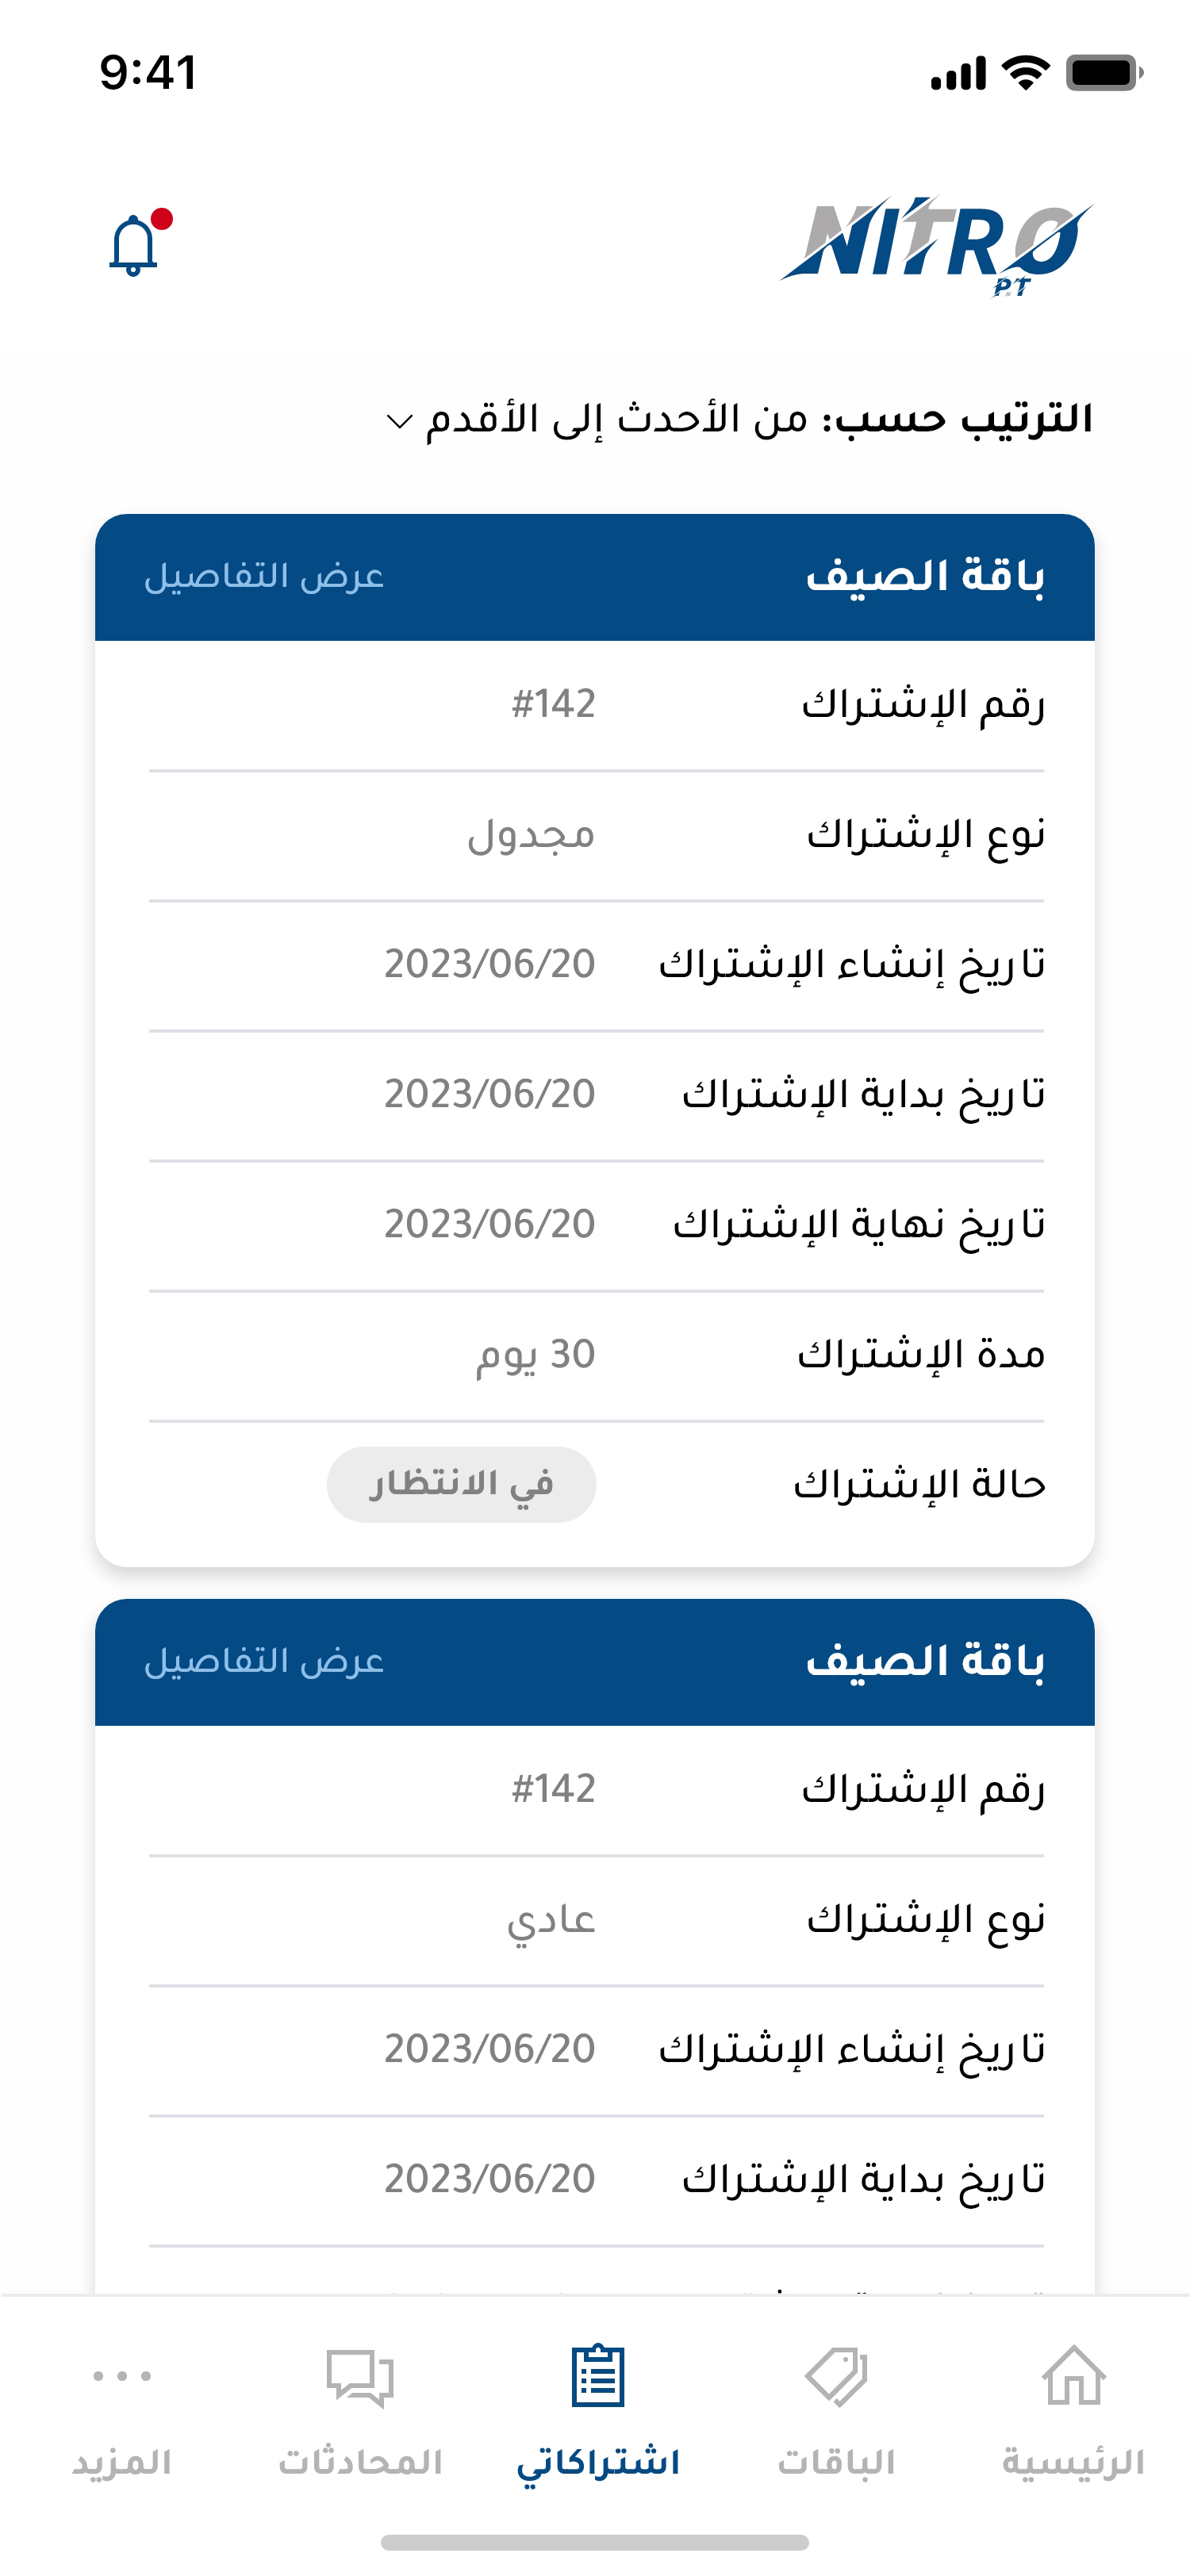 9:41
NITRO
P.T
الترتيب حسب: من الأحدث إلى الأقدم
باقة الصيف عرض التفاصيل
رقم الإشتراك #142
نوع الإشتراك مجدول
تاريخ إنشاء الإشتراك 2023/06/20
تاريخ بداية الإشتراك 2023/06/20
تاريخ نهاية الإشتراك 2023/06/20
مدة الإشتراك 30 يوم
حالة الإشتراك في الانتظار
باقة الصيف عرض التفاصيل
رقم الإشتراك #142
نوع الإشتراك عادي
تاريخ إنشاء الإشتراك 2023/06/20
تاريخ بداية الإشتراك 2023/06/20
الرئيسية الباقات اشتراكاتي المحادثات المزيد